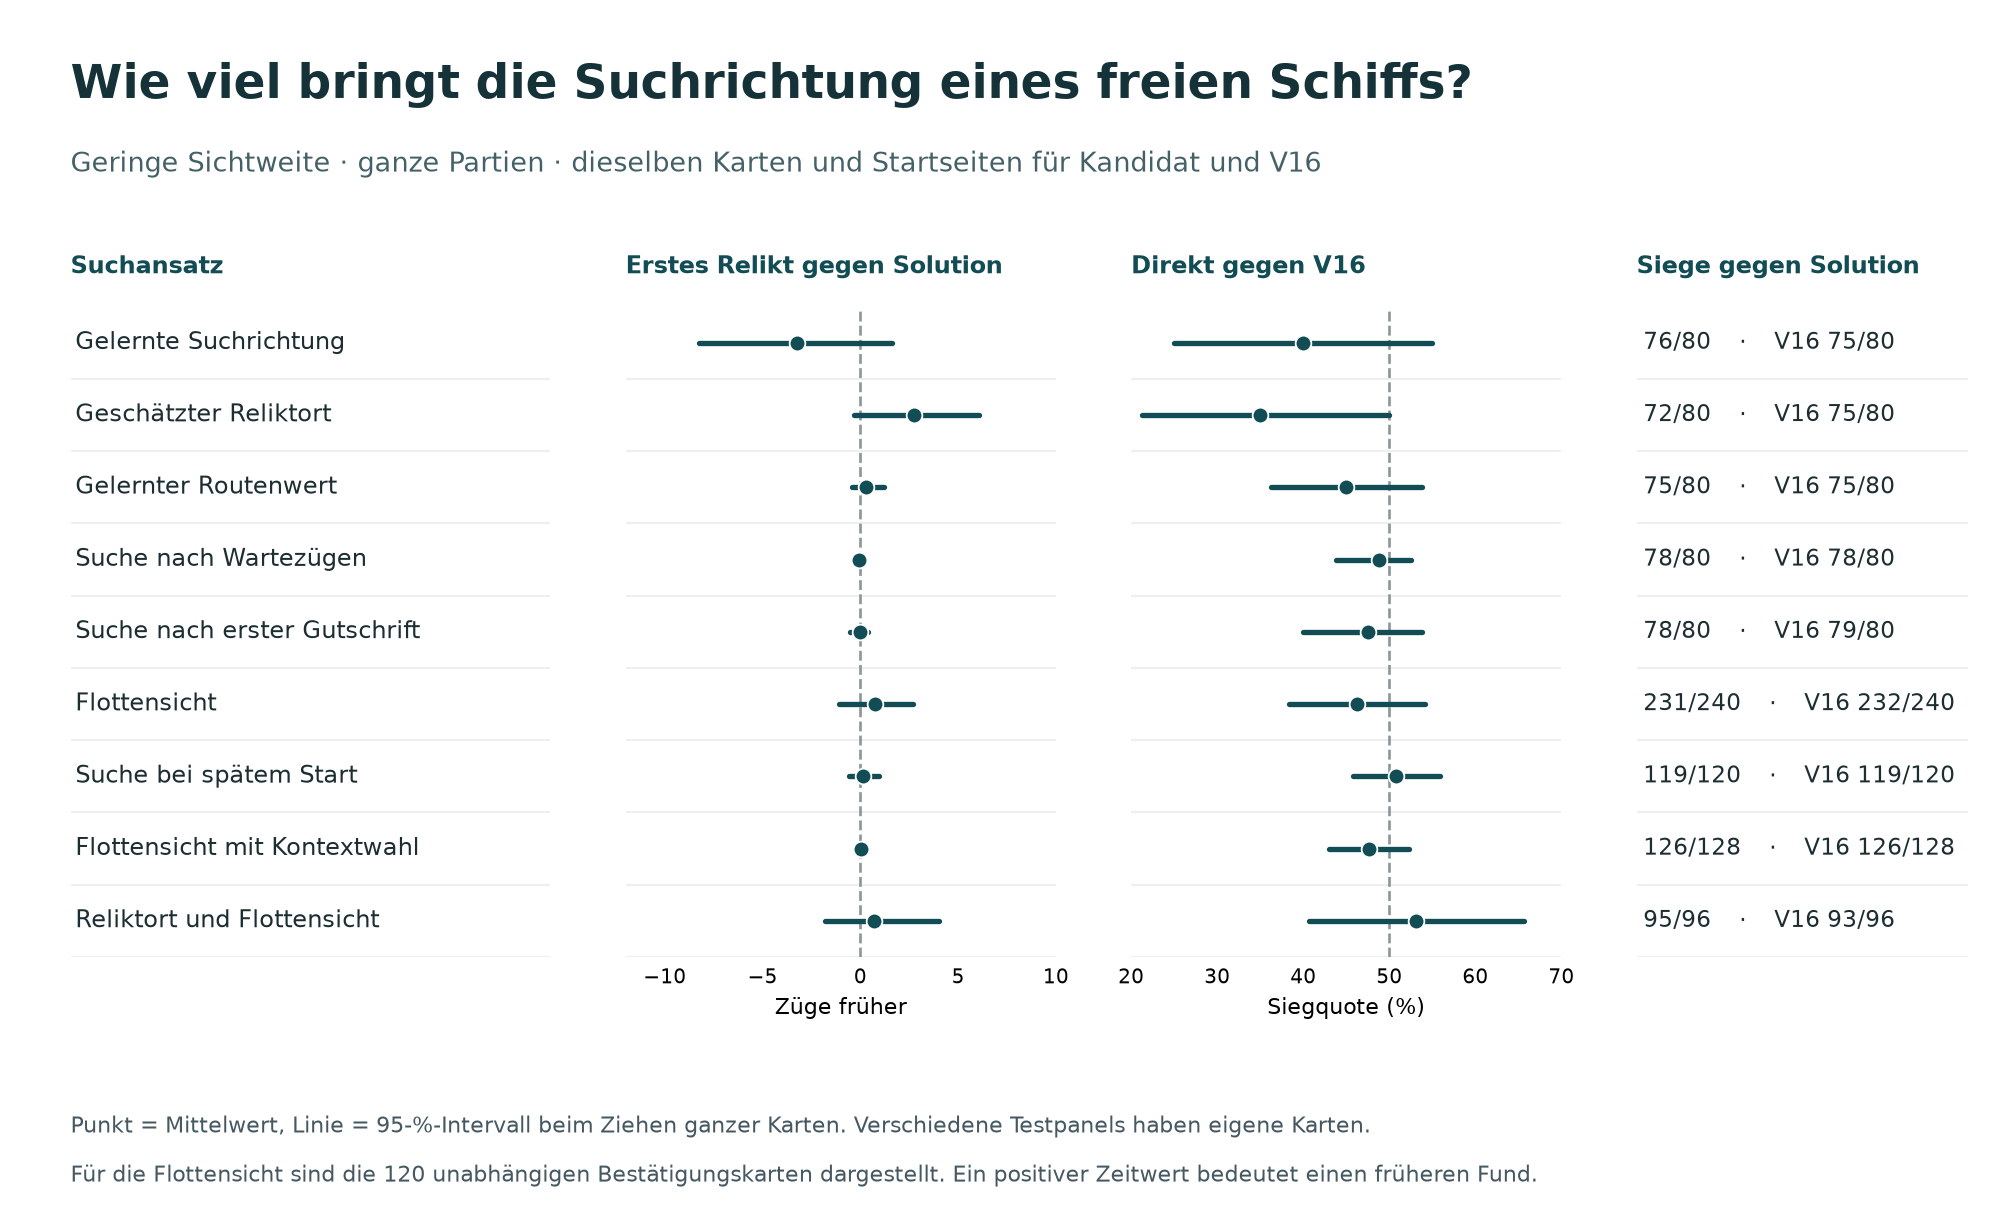 Wie viel bringt die Suchrichtung eines freien Schiffs?
Geringe Sichtweite · ganze Partien · dieselben Karten und Startseiten für Kandidat und V16
Suchansatz Erstes Relikt gegen Solution Direkt gegen V16 Siege gegen Solution
Gelernte Suchrichtung 76/80 · V16 75/80
Geschätzter Reliktort 72/80 · V16 75/80
Gelernter Routenwert 75/80 · V16 75/80
Suche nach Wartezügen 78/80 · V16 78/80
Suche nach erster Gutschrift 78/80 · V16 79/80
Flottensicht 231/240 · V16 232/240
Suche bei spätem Start 119/120 · V16 119/120
Flottensicht mit Kontextwahl 126/128 · V16 126/128
Reliktort und Flottensicht 95/96 · V16 93/96
−10 −5 0 5 10 20 30 40 50 60 70
Züge früher Siegquote (%)
Punkt = Mittelwert, Linie = 95-%-Intervall beim Ziehen ganzer Karten. Verschiedene Testpanels haben eigene Karten.
Für die Flottensicht sind die 120 unabhängigen Bestätigungskarten dargestellt. Ein positiver Zeitwert bedeutet einen früheren Fund.